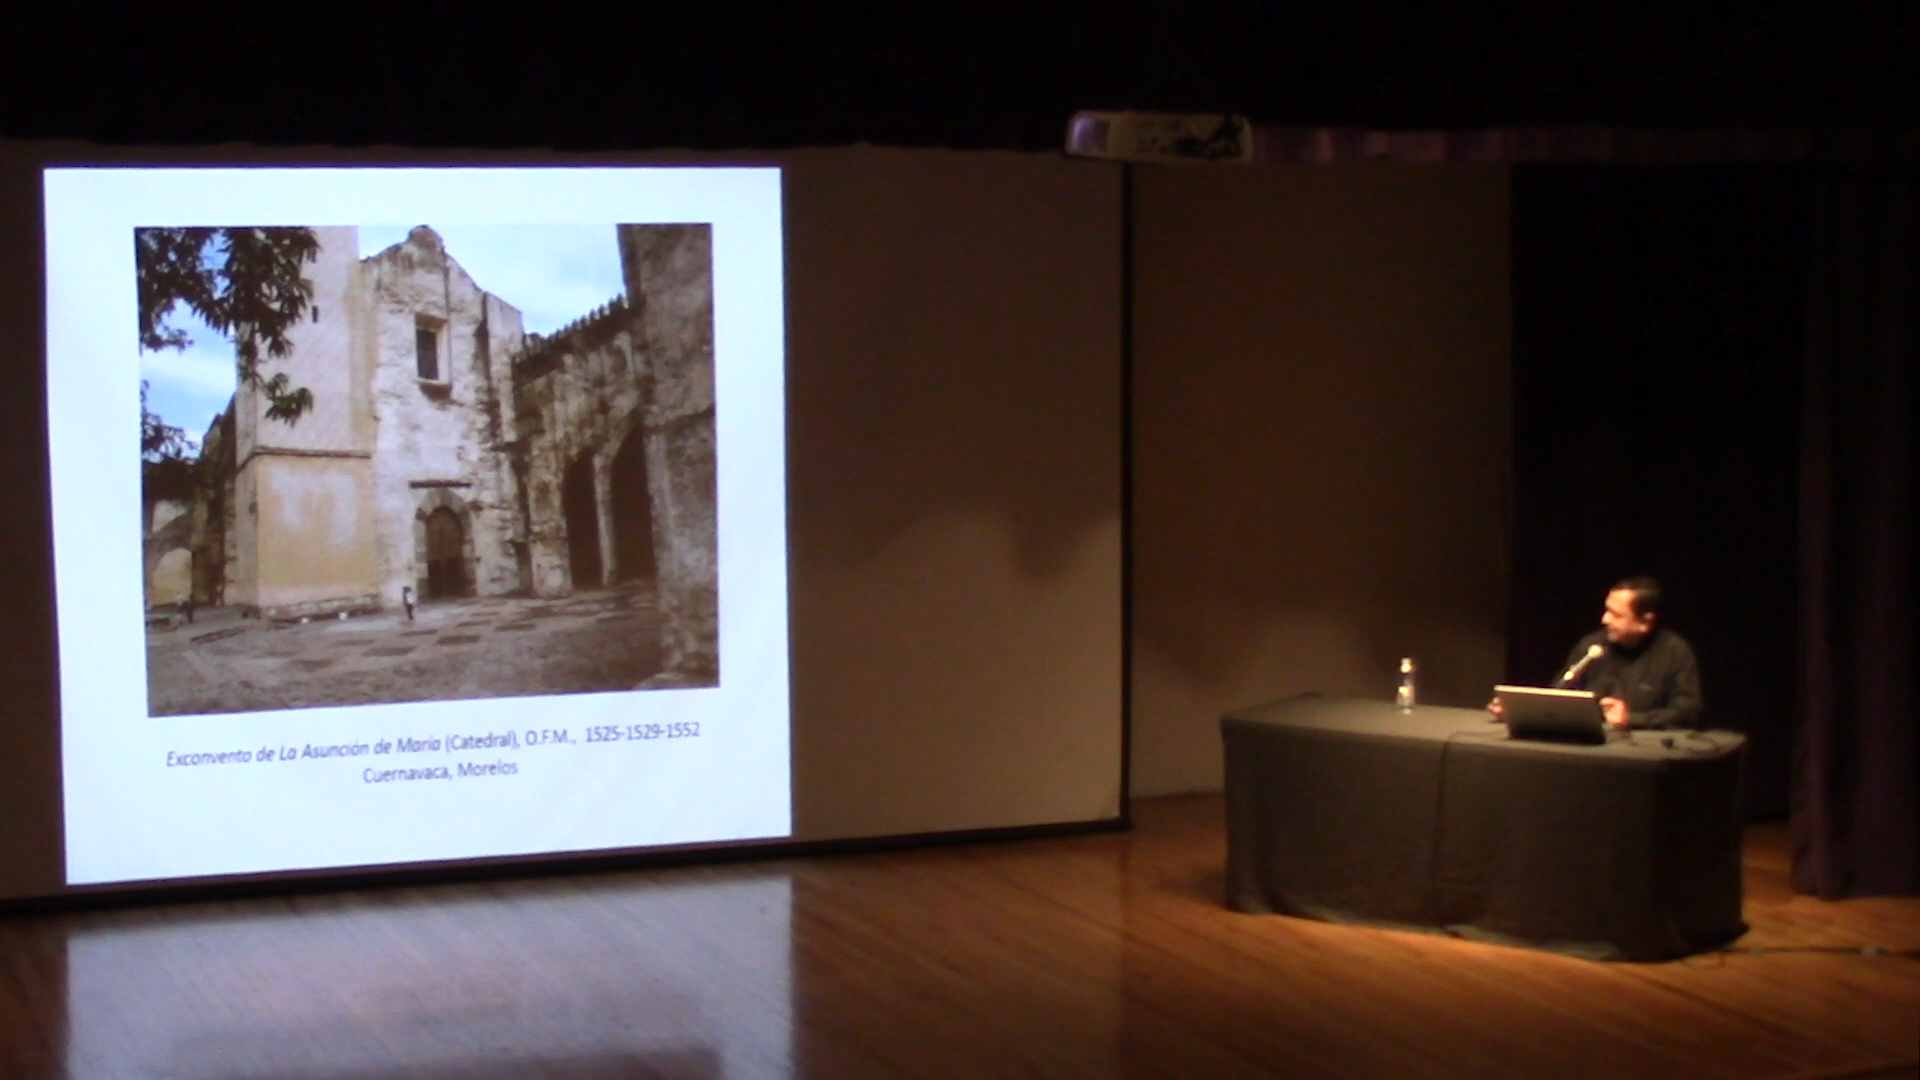 Exconvento de La Asunción de María (Catedral), O.F.M., 1525-1529-1552
Cuernavaca, Morelos